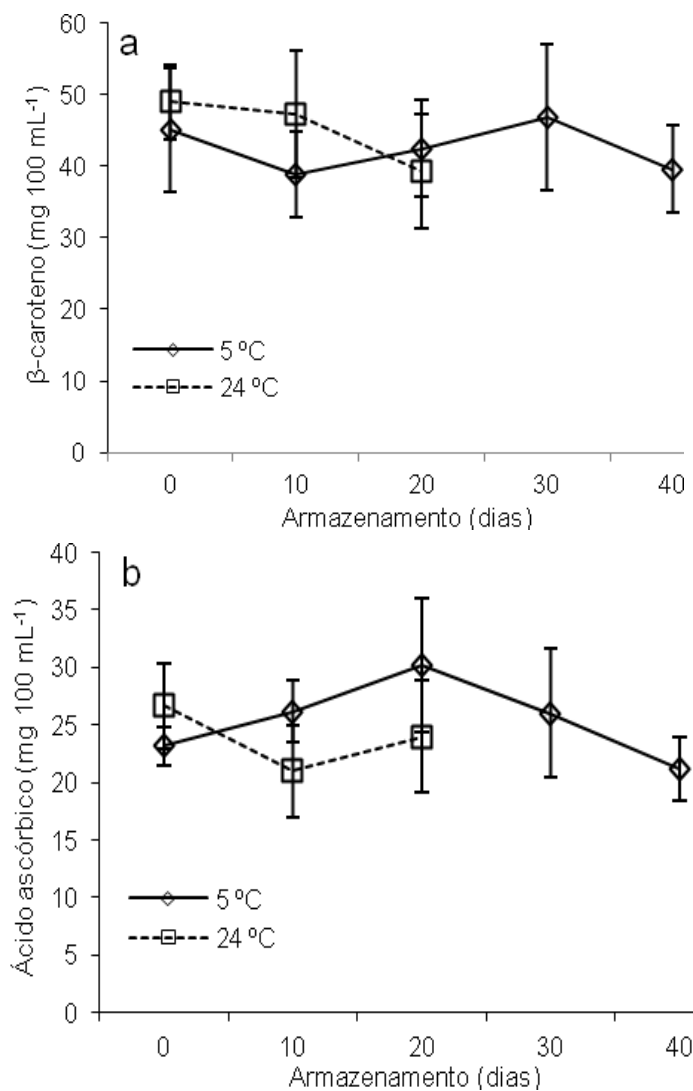 a
60
50
40
30
20
10
0
β-caroteno (mg 100 mL⁻¹)
5 ºC
24 ºC
0 10 20 30 40
Armazenamento (dias)
b
40
35
30
25
20
15
10
5
0
Ácido ascórbico (mg 100 mL⁻¹)
5 ºC
24 ºC
0 10 20 30 40
Armazenamento (dias)